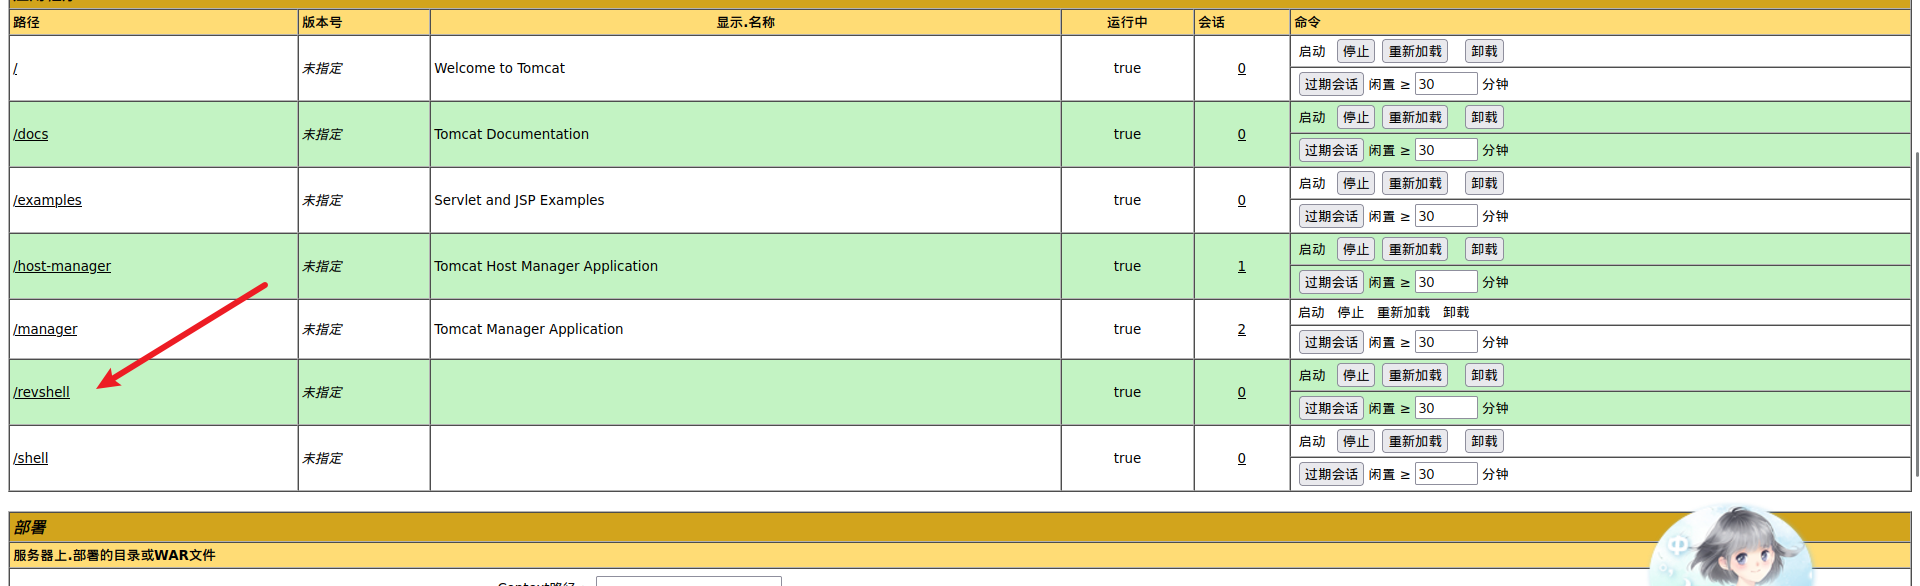 路径 版本号 显示.名称 运行中 会话 命令
/ 未指定 Welcome to Tomcat true 0 启动 停止 重新加载 卸载
过期会话 闲置 ≥ 30 分钟
/docs 未指定 Tomcat Documentation true 0 启动 停止 重新加载 卸载
过期会话 闲置 ≥ 30 分钟
/examples 未指定 Servlet and JSP Examples true 0 启动 停止 重新加载 卸载
过期会话 闲置 ≥ 30 分钟
/host-manager 未指定 Tomcat Host Manager Application true 1 启动 停止 重新加载 卸载
过期会话 闲置 ≥ 30 分钟
/manager 未指定 Tomcat Manager Application true 2 启动 停止 重新加载 卸载
过期会话 闲置 ≥ 30 分钟
/revshell 未指定 true 0 启动 停止 重新加载 卸载
过期会话 闲置 ≥ 30 分钟
/shell 未指定 true 0 启动 停止 重新加载 卸载
过期会话 闲置 ≥ 30 分钟
部署
服务器上.部署的目录或WAR文件